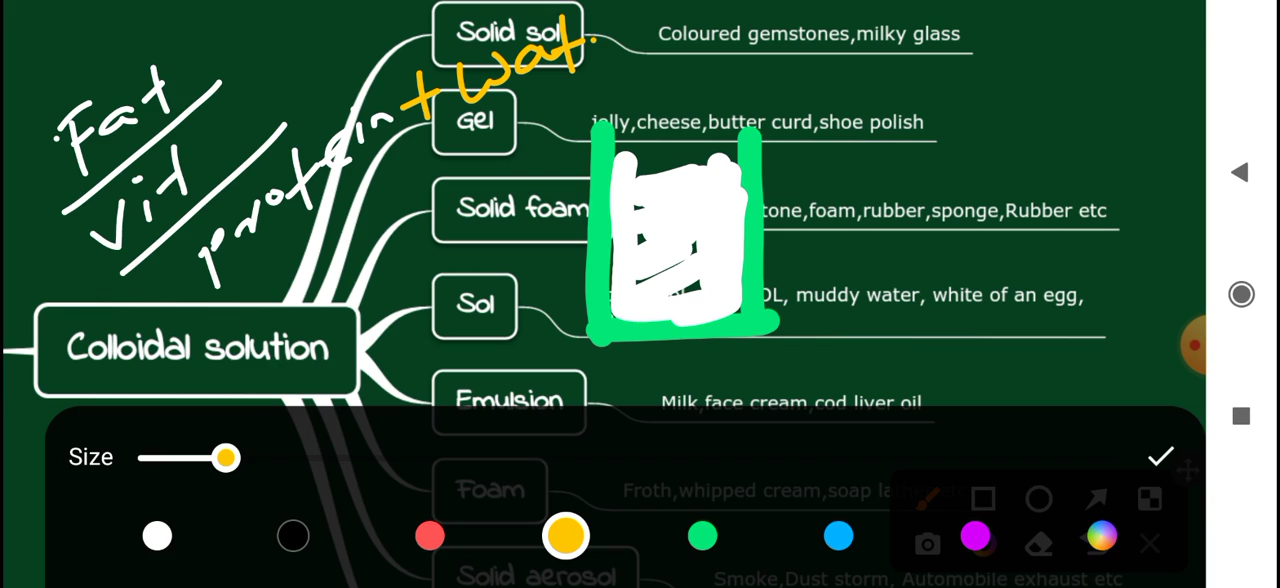 Solid sol
Coloured gemstones,milky glass
Fat
Vit
protein + wat.
Gel
jelly,cheese,butter curd,shoe polish
Solid foam
tone,foam,rubber,sponge,Rubber etc
Sol
OL, muddy water, white of an egg,
Colloidal solution
Emulsion
Milk,face cream,cod liver oil
Size
Foam
Froth,whipped cream,soap
Solid aerosol
Smoke,Dust storm, Automobile exhaust etc